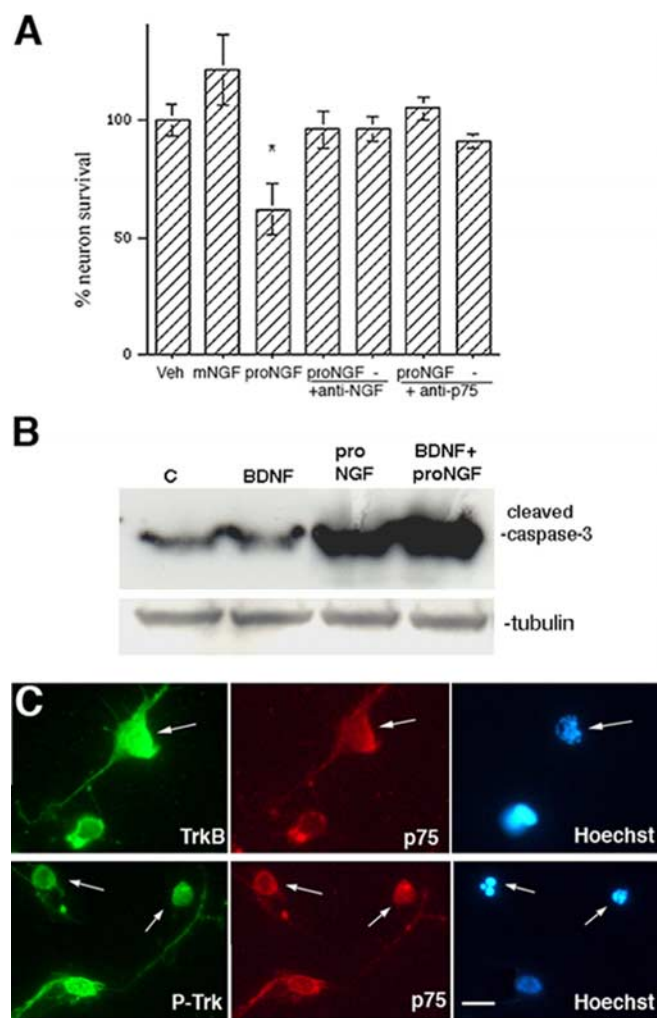 A
% neuron survival
100
50
0
*
Veh mNGF proNGF proNGF - proNGF -
+anti-NGF + anti-p75
B
C BDNF pro NGF BDNF+ proNGF
cleaved
-caspase-3
-tubulin
C
TrkB p75 Hoechst
P-Trk p75 Hoechst